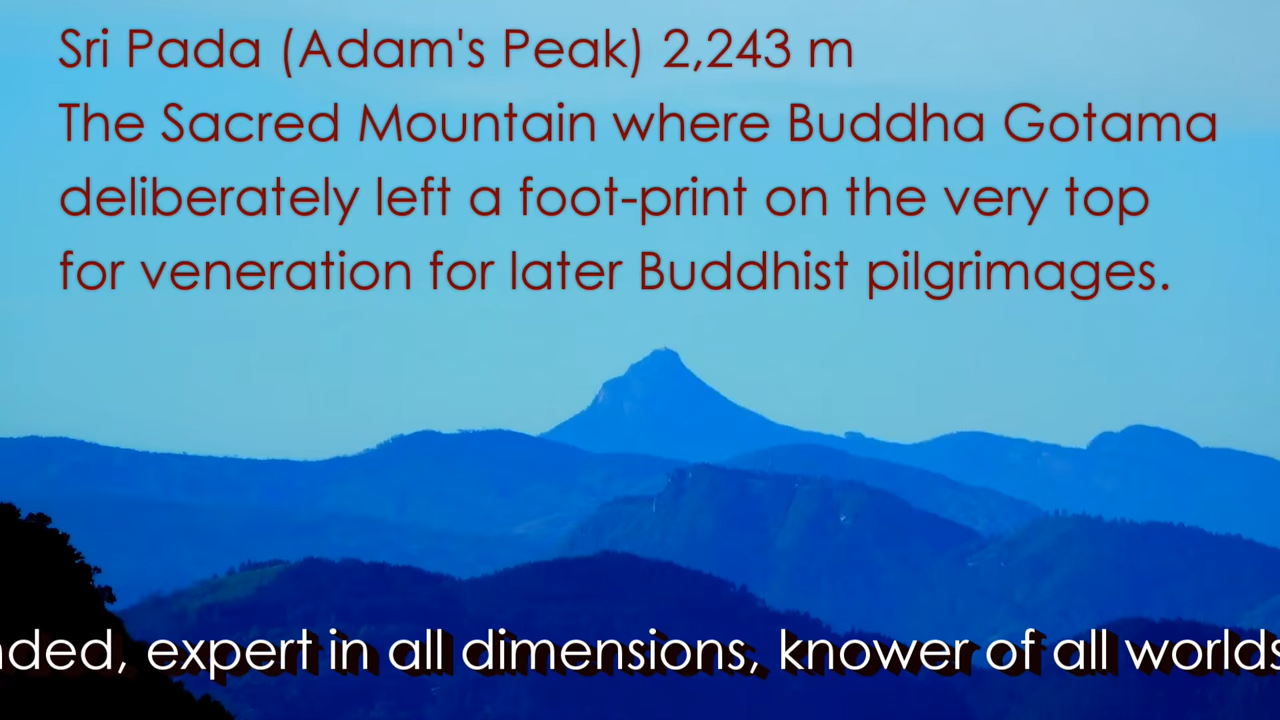 Sri Pada (Adam's Peak) 2,243 m
The Sacred Mountain where Buddha Gotama
deliberately left a foot-print on the very top
for veneration for later Buddhist pilgrimages.
expert in all dimensions, knower of all worlds